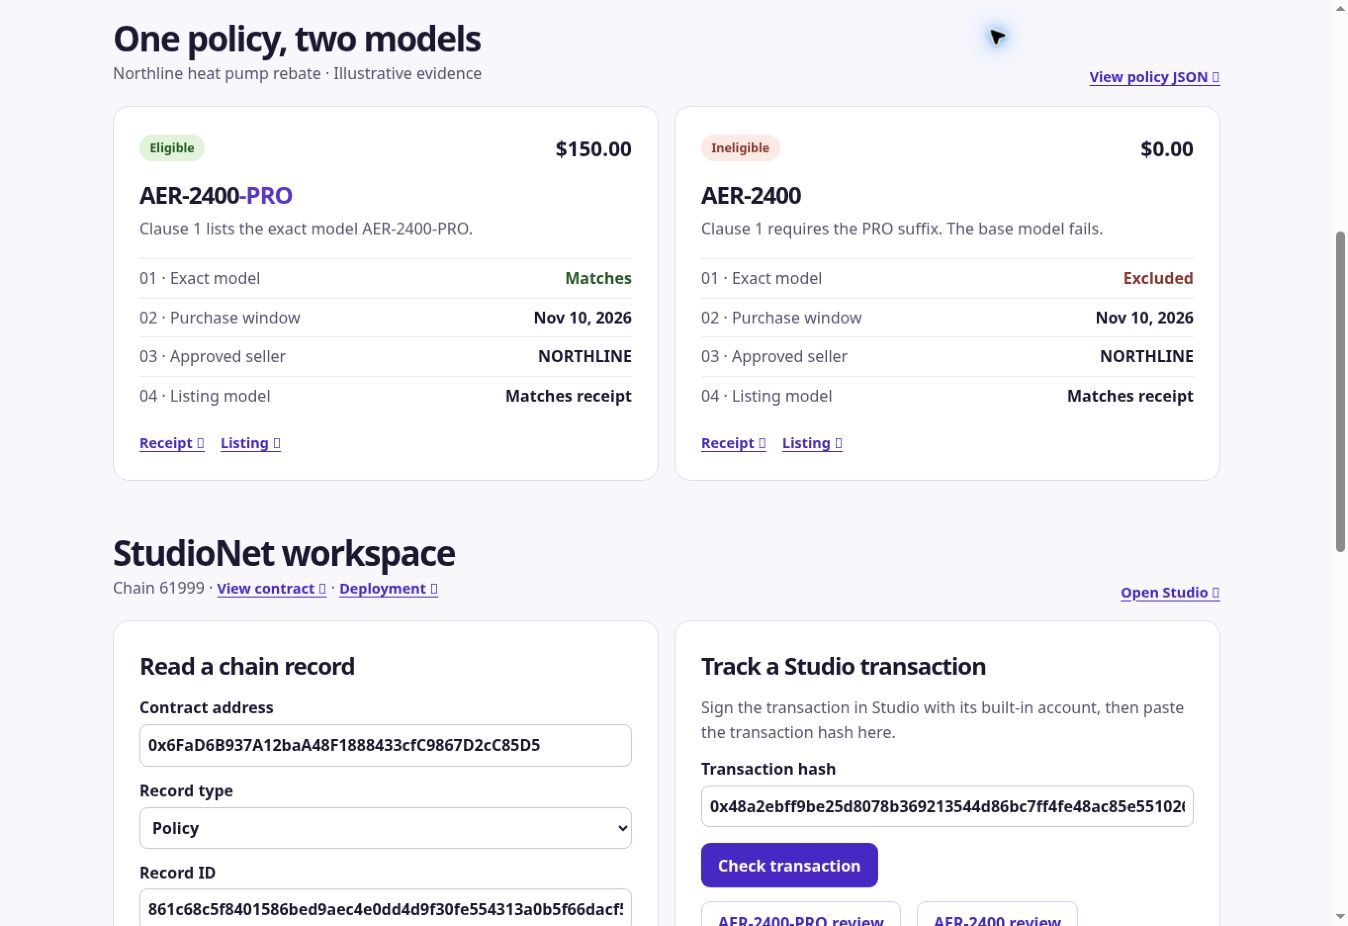 One policy, two models
Northline heat pump rebate · Illustrative evidence
View policy JSON
Eligible
$150.00
AER-2400-PRO
Clause 1 lists the exact model AER-2400-PRO.
01 · Exact model
Matches
02 · Purchase window
Nov 10, 2026
03 · Approved seller
NORTHLINE
04 · Listing model
Matches receipt
Receipt
Listing
Ineligible
$0.00
AER-2400
Clause 1 requires the PRO suffix. The base model fails.
01 · Exact model
Excluded
02 · Purchase window
Nov 10, 2026
03 · Approved seller
NORTHLINE
04 · Listing model
Matches receipt
Receipt
Listing
StudioNet workspace
Chain 61999 · View contract · Deployment
Open Studio
Read a chain record
Contract address
0x6FaD6B937A12baA48F1888433cfC9867D2cC85D5
Record type
Policy
Record ID
861c68c5f8401586bed9aec4e0dd4d9f30fe554313a0b5f66dacf
Track a Studio transaction
Sign the transaction in Studio with its built-in account, then paste
the transaction hash here.
Transaction hash
0x48a2ebff9be25d8078b369213544d86bc7ff4fe48ac85e55102
Check transaction
AER-2400-PRO review
AER-2400 review